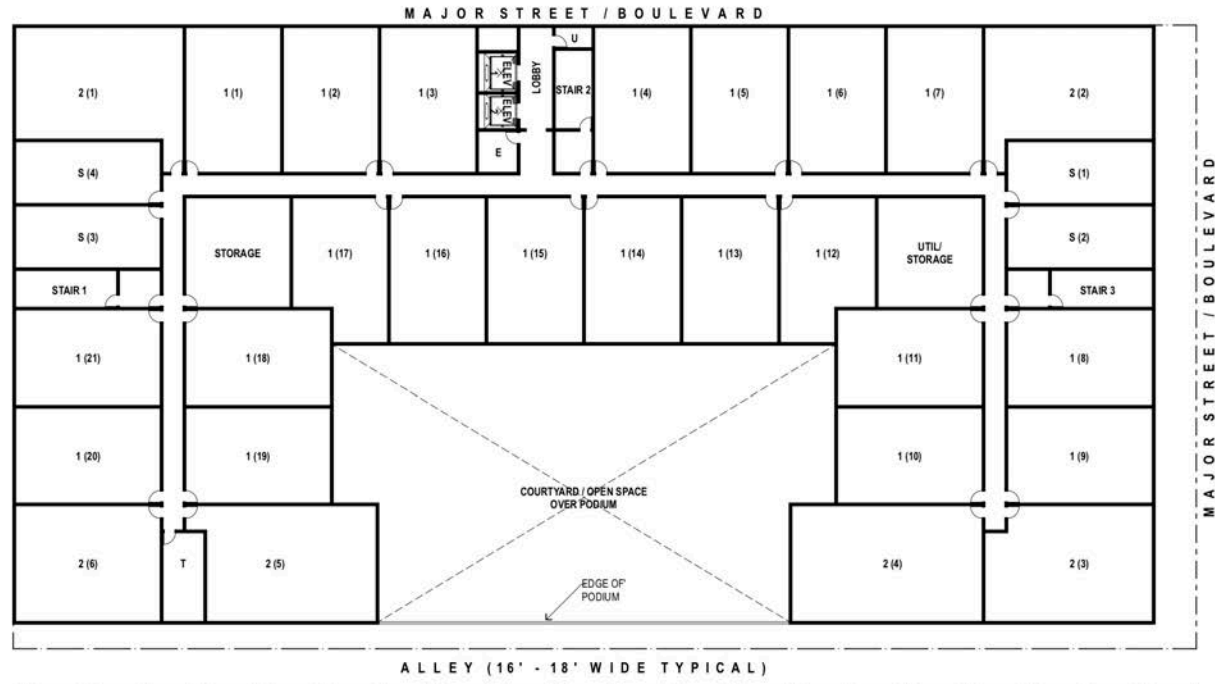 MAJOR STREET / BOULEVARD
2 (1)
1 (1)
1 (2)
1 (3)
ELEV 1
ELEV 2
E
LOBBY
U
STAIR 2
1 (4)
1 (5)
1 (6)
1 (7)
2 (2)
S (4)
S (1)
S (3)
S (2)
STORAGE
1 (17)
1 (16)
1 (15)
1 (14)
1 (13)
1 (12)
UTIL/
STORAGE
STAIR 1
STAIR 3
1 (21)
1 (18)
1 (11)
1 (8)
1 (20)
1 (19)
1 (10)
1 (9)
COURTYARD / OPEN SPACE
OVER PODIUM
2 (6)
T
2 (5)
EDGE OF
PODIUM
2 (4)
2 (3)
MAJOR STREET / BOULEVARD
ALLEY (16' - 18' WIDE TYPICAL)